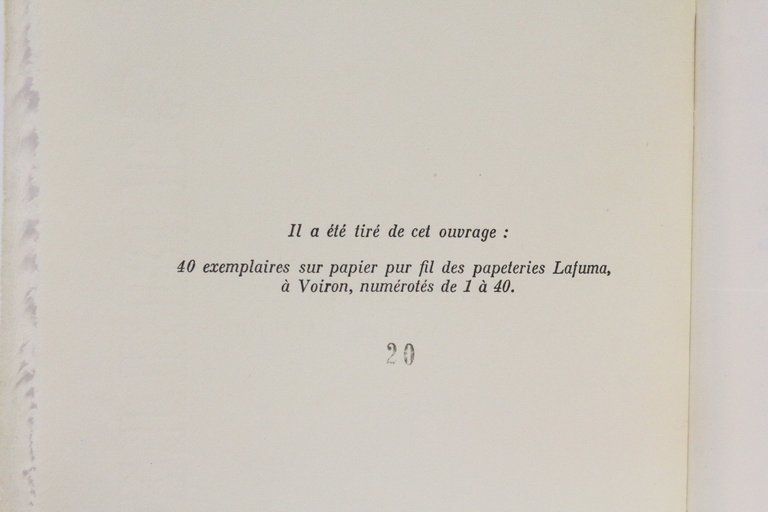 Il a été tiré de cet ouvrage :
40 exemplaires sur papier pur fil des papeteries Lafuma,
à Voiron, numérotés de 1 à 40.
20